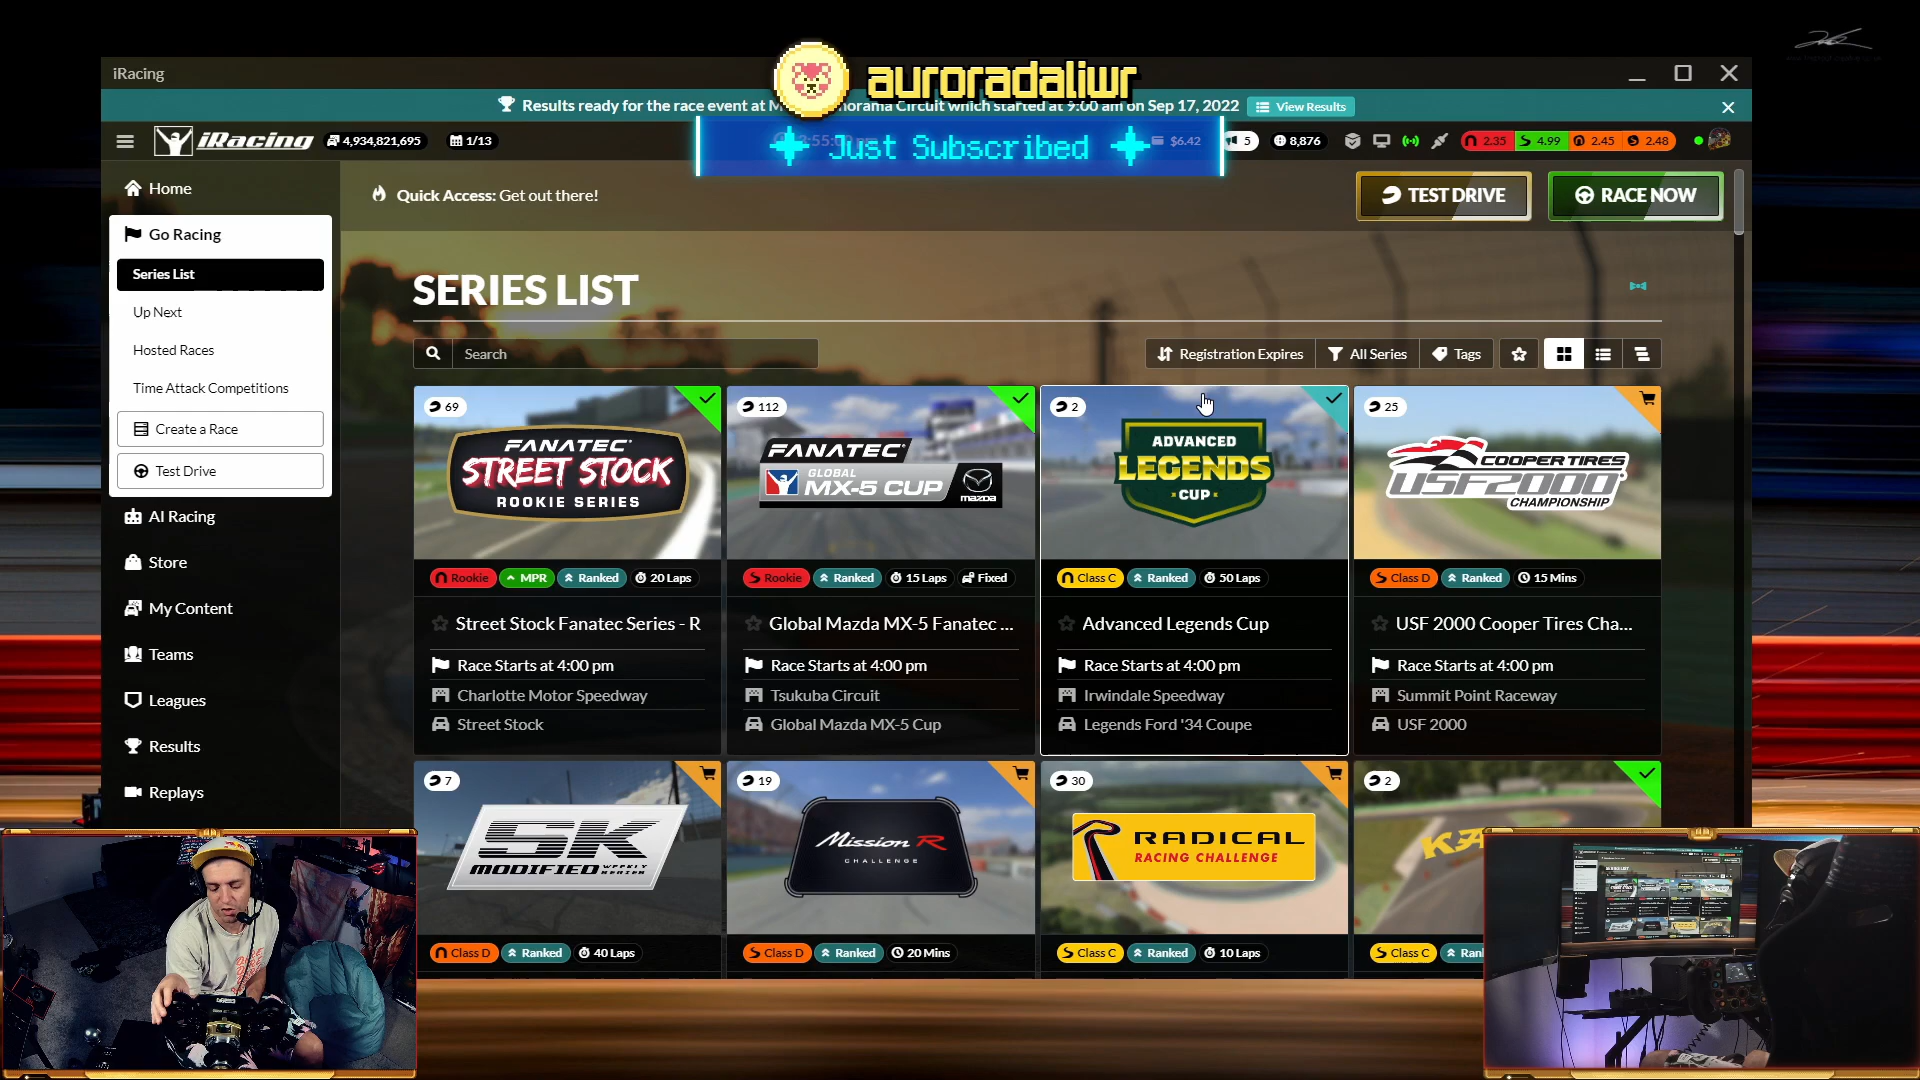 iRacing
auroradaliwr
Results ready for the race event at M
norama Circuit which started at 9:00 am on Sep 17, 2022
View Results
iRacing
4,934,821,695
1/13
Just Subscribed
$6.42
5
8,876
2.35
4.99
2.45
2.48
Home
Go Racing
Series List
Up Next
Hosted Races
Time Attack Competitions
Create a Race
Test Drive
AI Racing
Store
My Content
Teams
Leagues
Results
Replays
Quick Access: Get out there!
TEST DRIVE
RACE NOW
SERIES LIST
Search
Registration Expires
All Series
Tags
69
FANATEC
STREET STOCK
ROOKIE SERIES
Rookie
MPR
Ranked
20 Laps
Street Stock Fanatec Series - R
Race Starts at 4:00 pm
Charlotte Motor Speedway
Street Stock
112
FANATEC
GLOBAL
MX-5 CUP
mazda
Rookie
Ranked
15 Laps
Fixed
Global Mazda MX-5 Fanatec ...
Race Starts at 4:00 pm
Tsukuba Circuit
Global Mazda MX-5 Cup
2
ADVANCED
LEGENDS
CUP
Class C
Ranked
50 Laps
Advanced Legends Cup
Race Starts at 4:00 pm
Irwindale Speedway
Legends Ford '34 Coupe
25
COOPERTIRES
USF2000
CHAMPIONSHIP
Class D
Ranked
15 Mins
USF 2000 Cooper Tires Cha...
Race Starts at 4:00 pm
Summit Point Raceway
USF 2000
7
SK
MODIFIED WEEKLY SERIES
Class D
Ranked
40 Laps
19
Mission R
CHALLENGE
Class D
Ranked
20 Mins
30
RADICAL
RACING CHALLENGE
Class C
Ranked
10 Laps
2
KA
Class C
Ran